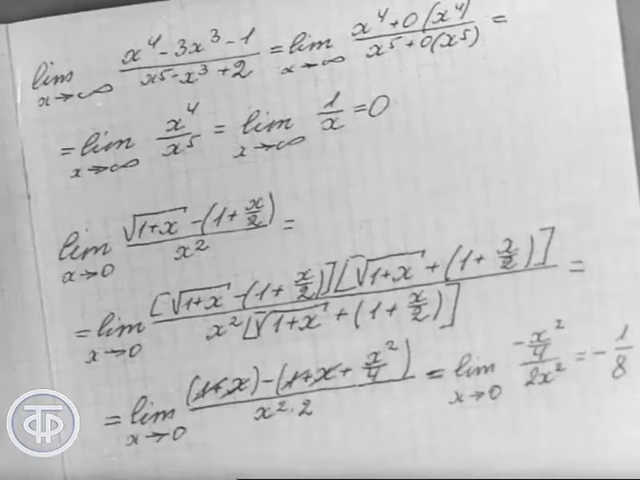 lim x→∞ (x⁴-3x³-1)/(x⁵-x³+2) = lim x→∞ (x⁴+0(x⁴))/(x⁵+0(x⁵)) =
= lim x→∞ x⁴/x⁵ = lim x→∞ 1/x = 0
lim x→0 (√(1+x) - (1+x/2))/x² =
= lim x→0 [√(1+x) - (1+x/2)][√(1+x) + (1+x/2)]/x²[√(1+x) + (1+x/2)] =
= lim x→0 ((1+x)-(1+x+x²/4))/(x²·2) = lim x→0 (-x²/4)/(2x²) = -1/8